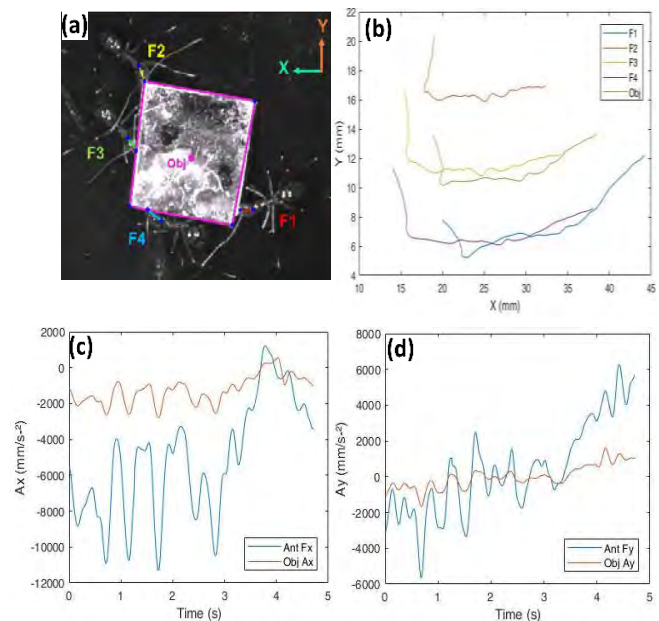 (a)
F2
Y
X
F3
Obj
F1
F4
(b)
22
20
18
16
14
12
10
8
6
4
Y (mm)
10 15 20 25 30 35 40 45
X (mm)
F1
F2
F3
F4
Obj
(c)
2000
0
-2000
-4000
-6000
-8000
-10000
-12000
Ax (mm/s-²)
0 1 2 3 4 5
Time (s)
Ant Fx
Obj Ax
(d)
8000
6000
4000
2000
0
-2000
-4000
-6000
Ay (mm/s-²)
0 1 2 3 4 5
Time (s)
Ant Fy
Obj Ay